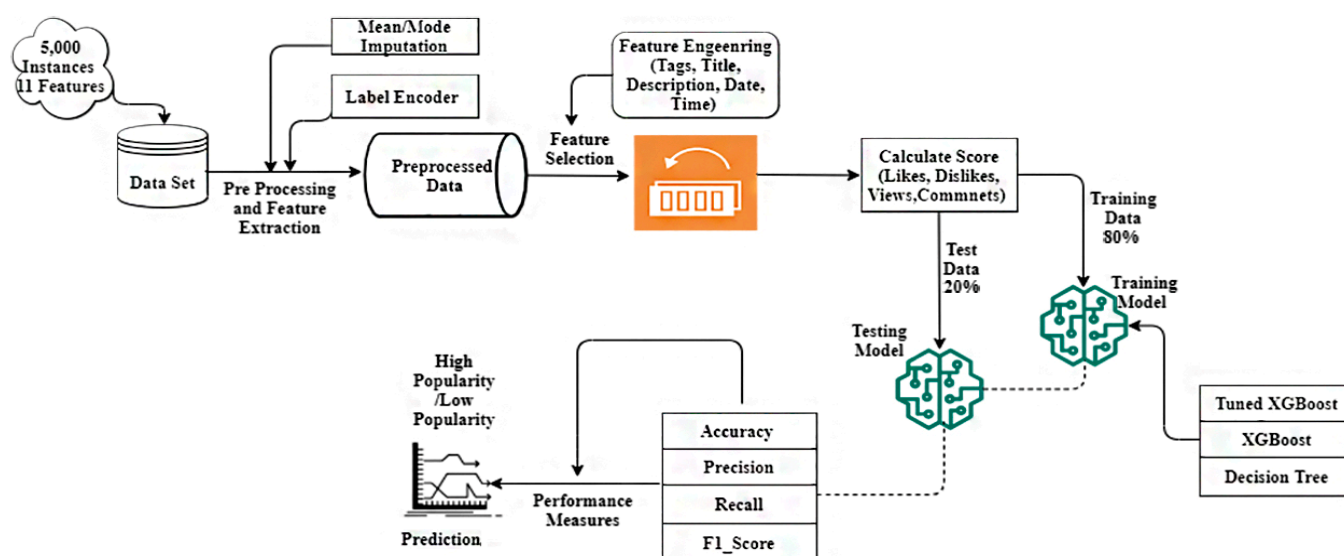 5,000
Instances
11 Features
Data Set
Mean/Mode
Imputation
Label Encoder
Pre Processing
and Feature
Extraction
Preprocessed
Data
Feature Engeenring
(Tags, Title,
Description, Date,
Time)
Feature
Selection
Calculate Score
(Likes, Dislikes,
Views,Commnets)
Training
Data
80%
Test
Data
20%
Training
Model
Testing
Model
Tuned XGBoost
XGBoost
Decision Tree
High
Popularity
/Low
Popularity
Prediction
Performance
Measures
Accuracy
Precision
Recall
F1_Score